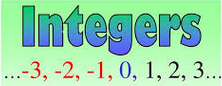 Integers
...-3, -2, -1, 0, 1, 2, 3...